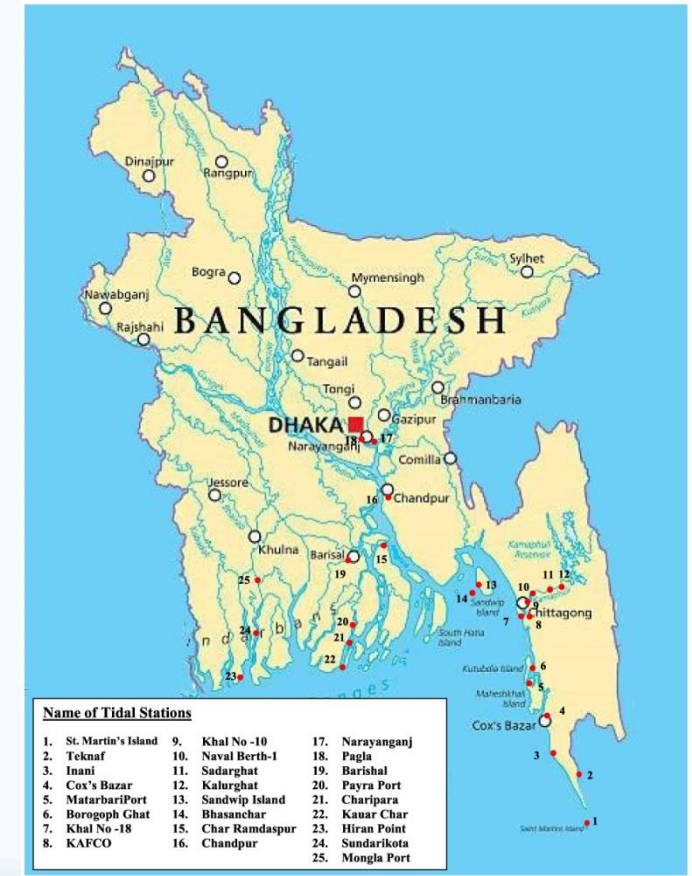 Dinajpur
Rangpur
Brahmaputra
Sylhet
Surma
Bogra
Mymensingh
Kusiyara
Nawabganj
BANGLADESH
Rajshahi
Tangail
Tongi
Brahmanbaria
Gazipur
DHAKA
18 17
Narayanganj
Comilla
Jessore
16 Chandpur
Khulna
Barisal
15
19
Karnaphuli
Reservoir
25
11 12
10
13
14
Sandwip
Island
9
Chittagong
7 8
20
24
21
South Hatia
Island
n d a r b a n s
22
23
n g e s
Kutubdia Island 6
5
Maheshkhali
Island
4
Cox's Bazar
3
2
1
Saint Martins Island
Name of Tidal Stations
1. St. Martin's Island 9. Khal No -10 17. Narayanganj
2. Teknaf 10. Naval Berth-1 18. Pagla
3. Inani 11. Sadarghat 19. Barishal
4. Cox's Bazar 12. Kalurghat 20. Payra Port
5. MatarbariPort 13. Sandwip Island 21. Charipara
6. Borogoph Ghat 14. Bhasanchar 22. Kauar Char
7. Khal No -18 15. Char Ramdaspur 23. Hiran Point
8. KAFCO 16. Chandpur 24. Sundarikota
25. Mongla Port